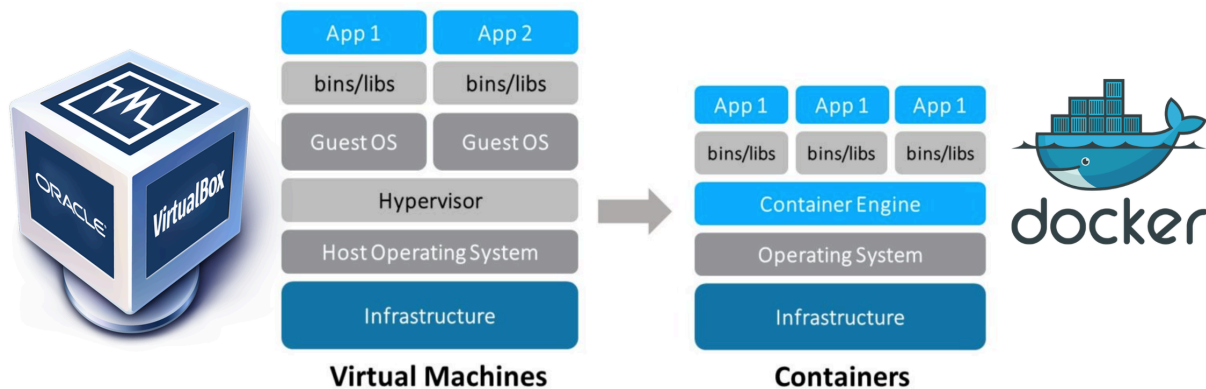 ORACLE
VirtualBox
App 1 App 2
bins/libs bins/libs
Guest OS Guest OS
Hypervisor
Host Operating System
Infrastructure
Virtual Machines
App 1 App 1 App 1
bins/libs bins/libs bins/libs
Container Engine
Operating System
Infrastructure
Containers
docker